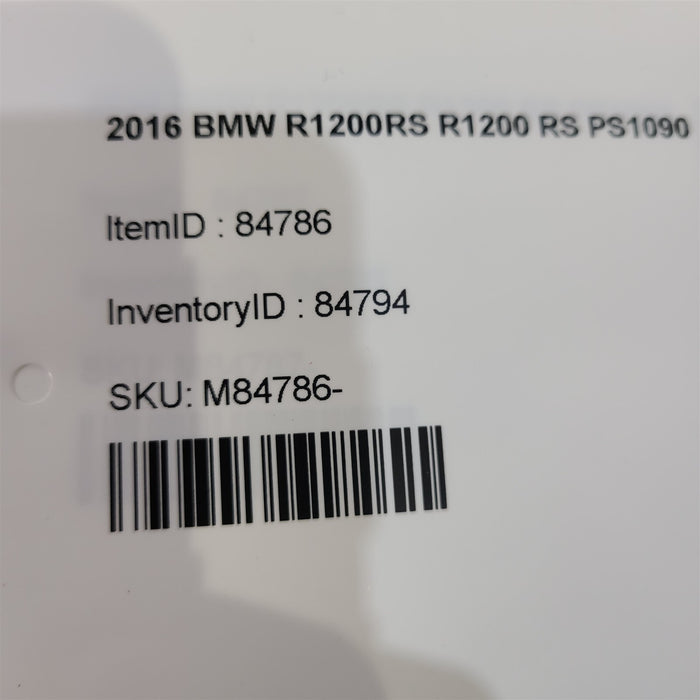 2016 BMW R1200RS R1200 RS PS1090
ItemID : 84786
InventoryID : 84794
SKU: M84786-